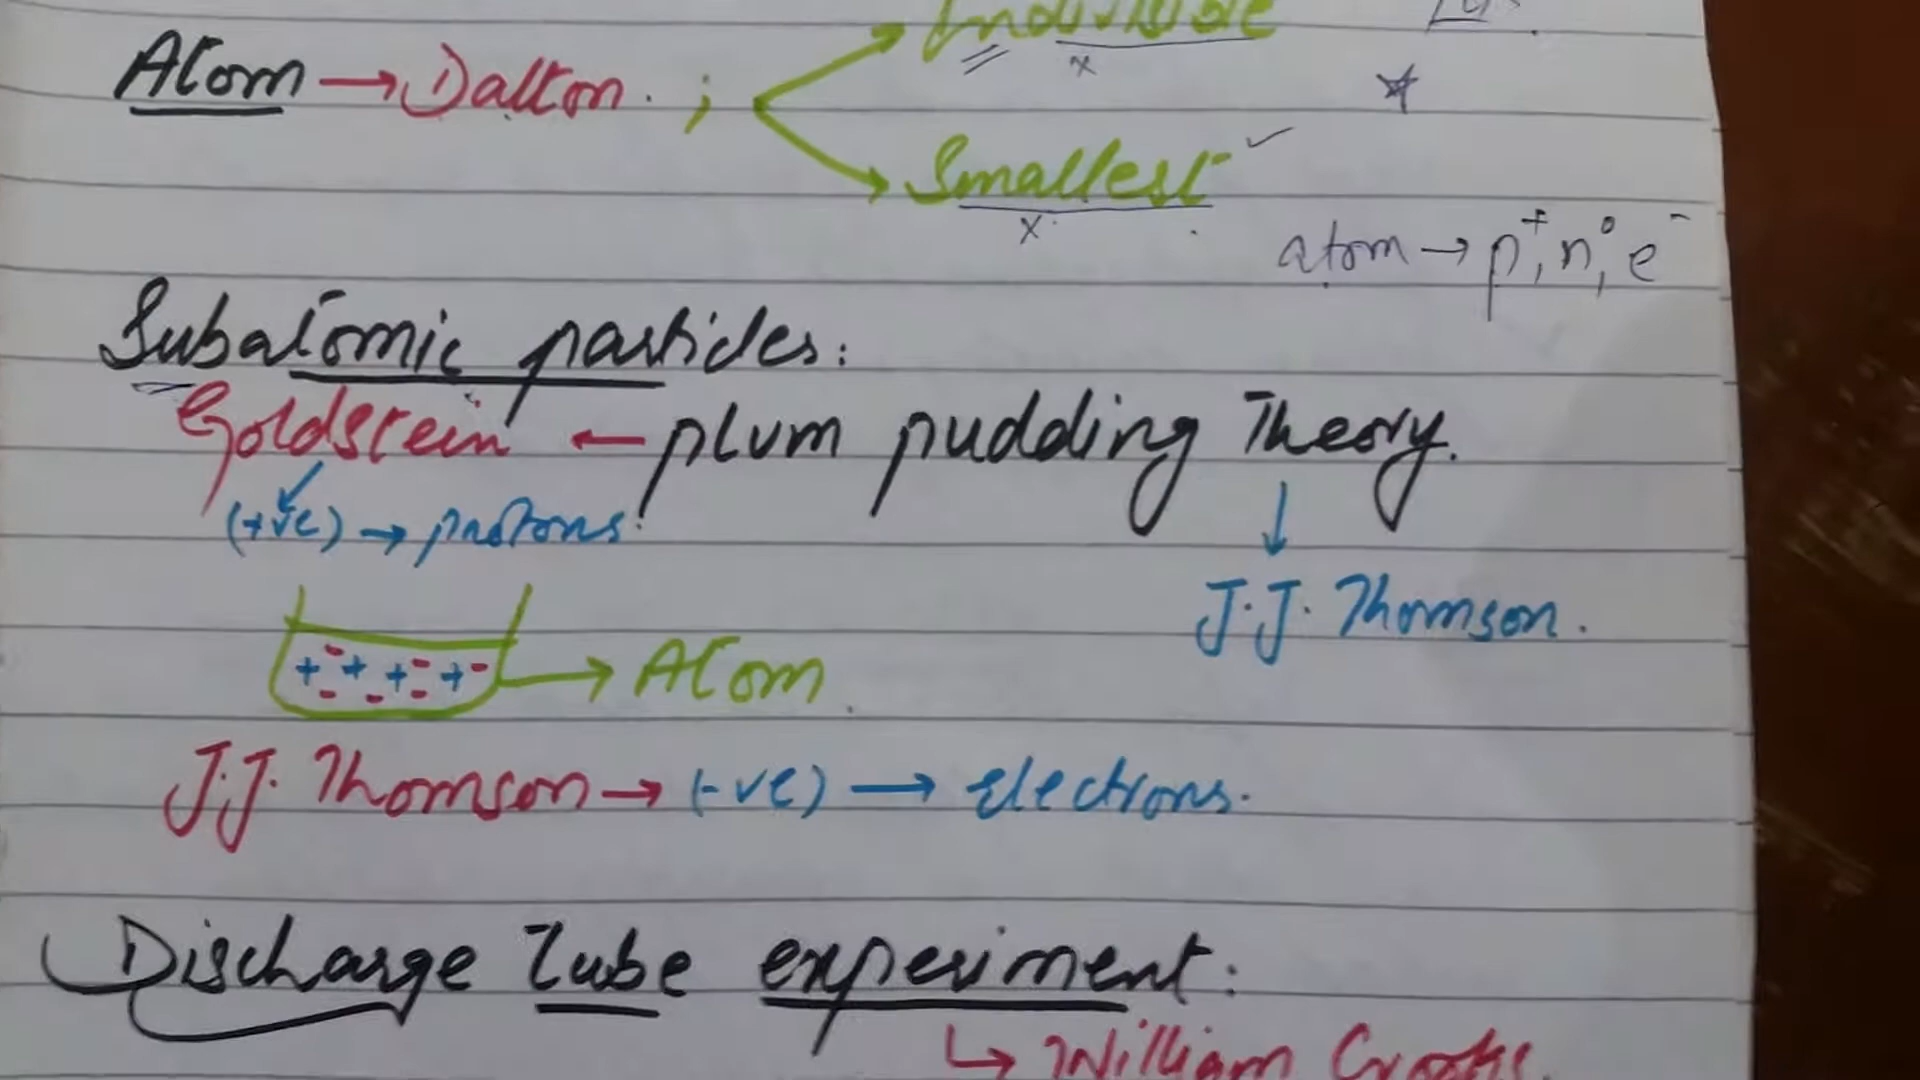 Indivisible
x
Atom → Dalton. ;
Smallest ✓
x
atom → p⁺, n⁰, e⁻
Subatomic particles:
Goldstein ← plum pudding Theory.
(+ve) → protons.
J.J. Thomson.
+ - + + - + -
- - -
→ Atom
J.J. Thomson → (-ve) → electrons.
Discharge Tube experiment:
↳ William Crooks.